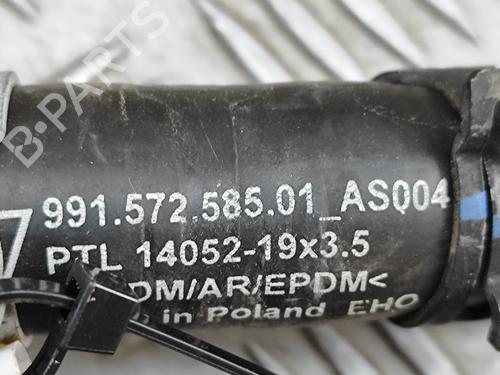 B-PARTS
991.572.585.01_AS004
PTL 14052-19x3.5
DM/AR/EPDM<
in Poland EHO